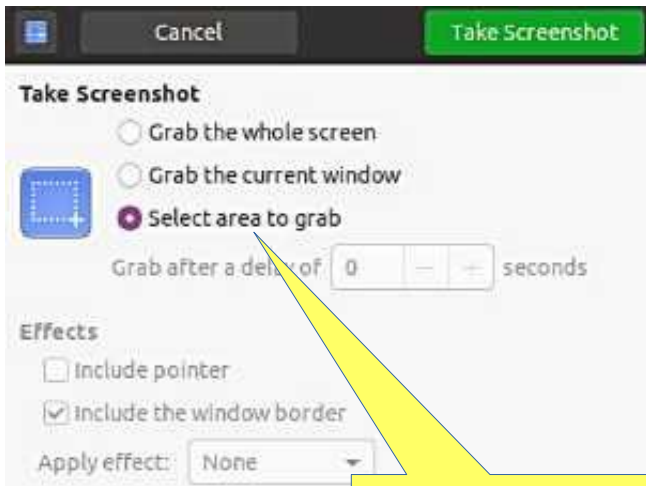 Cancel Take Screenshot
Take Screenshot
Grab the whole screen
Grab the current window
Select area to grab
Grab after a delay of 0 − + seconds
Effects
Include pointer
Include the window border
Apply effect: None